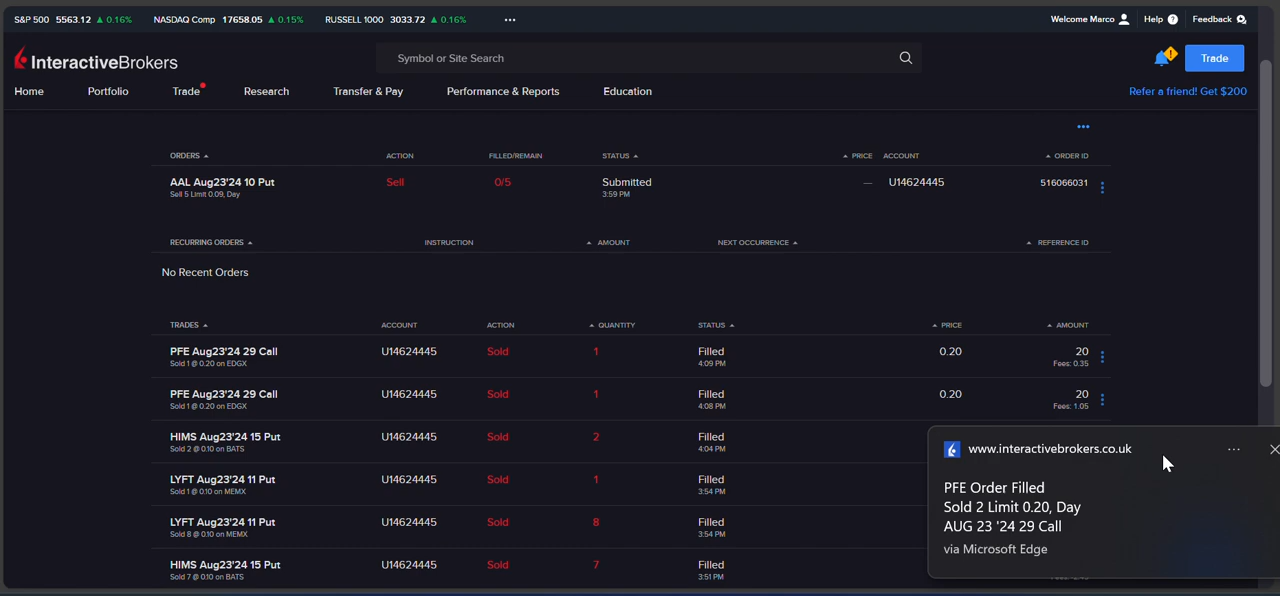 S&P 500 5563.12 ▲ 0.16% NASDAQ Comp 17658.05 ▲ 0.15% RUSSELL 1000 3033.72 ▲ 0.16% ••• Welcome Marco Help ? Feedback
InteractiveBrokers Symbol or Site Search Trade
Home Portfolio Trade Research Transfer & Pay Performance & Reports Education Refer a friend! Get $200
ORDERS ▲ ACTION FILLED/REMAIN STATUS ▲ ▲ PRICE ACCOUNT ▲ ORDER ID
AAL Aug23'24 10 Put Sell 0/5 Submitted — U14624445 516066031
Sell 5 Limit 0.09, Day 3:59 PM
RECURRING ORDERS ▲ INSTRUCTION ▲ AMOUNT NEXT OCCURRENCE ▲ ▲ REFERENCE ID
No Recent Orders
TRADES ▲ ACCOUNT ACTION ▲ QUANTITY STATUS ▲ ▲ PRICE ▲ AMOUNT
PFE Aug23'24 29 Call U14624445 Sold 1 Filled 0.20 20
Sold 1 @ 0.20 on EDGX 4:09 PM Fees: 0.35
PFE Aug23'24 29 Call U14624445 Sold 1 Filled 0.20 20
Sold 1 @ 0.20 on EDGX 4:08 PM Fees: 1.05
HIMS Aug23'24 15 Put U14624445 Sold 2 Filled
Sold 2 @ 0.10 on BATS 4:04 PM
LYFT Aug23'24 11 Put U14624445 Sold 1 Filled
Sold 1 @ 0.10 on MEMX 3:54 PM
LYFT Aug23'24 11 Put U14624445 Sold 8 Filled
Sold 8 @ 0.10 on MEMX 3:54 PM
HIMS Aug23'24 15 Put U14624445 Sold 7 Filled
Sold 7 @ 0.10 on BATS 3:51 PM
www.interactivebrokers.co.uk
PFE Order Filled
Sold 2 Limit 0.20, Day
AUG 23 '24 29 Call
via Microsoft Edge